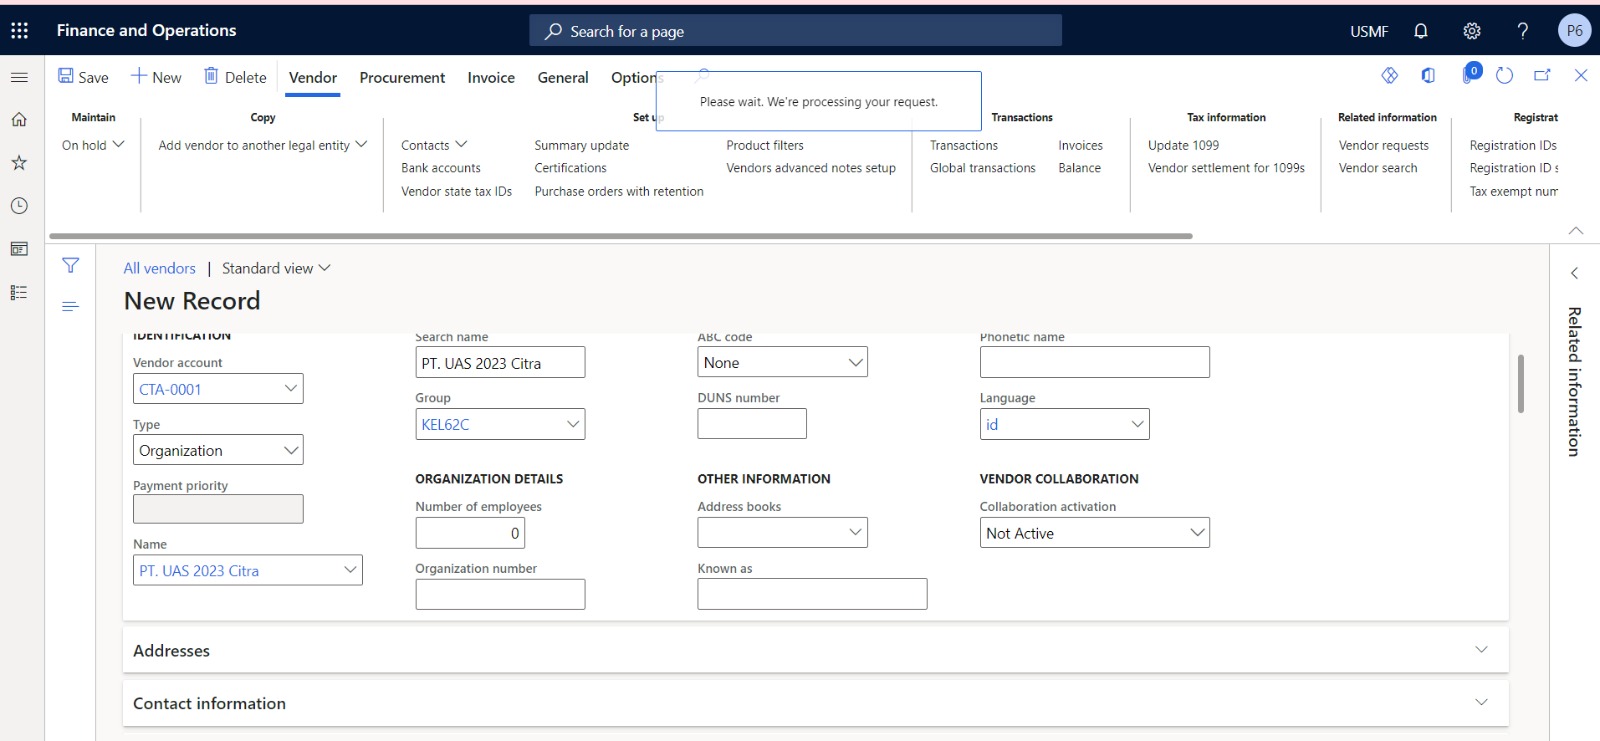 Finance and Operations
Search for a page
USMF
P6
Save
New
Delete
Vendor
Procurement
Invoice
General
Options
0
Please wait. We're processing your request.
Maintain
On hold
Copy
Add vendor to another legal entity
Set up
Contacts
Bank accounts
Vendor state tax IDs
Summary update
Certifications
Purchase orders with retention
Product filters
Vendors advanced notes setup
Transactions
Transactions
Global transactions
Invoices
Balance
Tax information
Update 1099
Vendor settlement for 1099s
Related information
Vendor requests
Vendor search
Registrat
Registration IDs
Registration ID s
Tax exempt num
All vendors | Standard view
New Record
IDENTIFICATION
Vendor account
CTA-0001
Type
Organization
Payment priority
Name
PT. UAS 2023 Citra
Search name
PT. UAS 2023 Citra
Group
KEL62C
ORGANIZATION DETAILS
Number of employees
0
Organization number
ABC code
None
DUNS number
OTHER INFORMATION
Address books
Known as
Phonetic name
Language
id
VENDOR COLLABORATION
Collaboration activation
Not Active
Addresses
Contact information
Related information